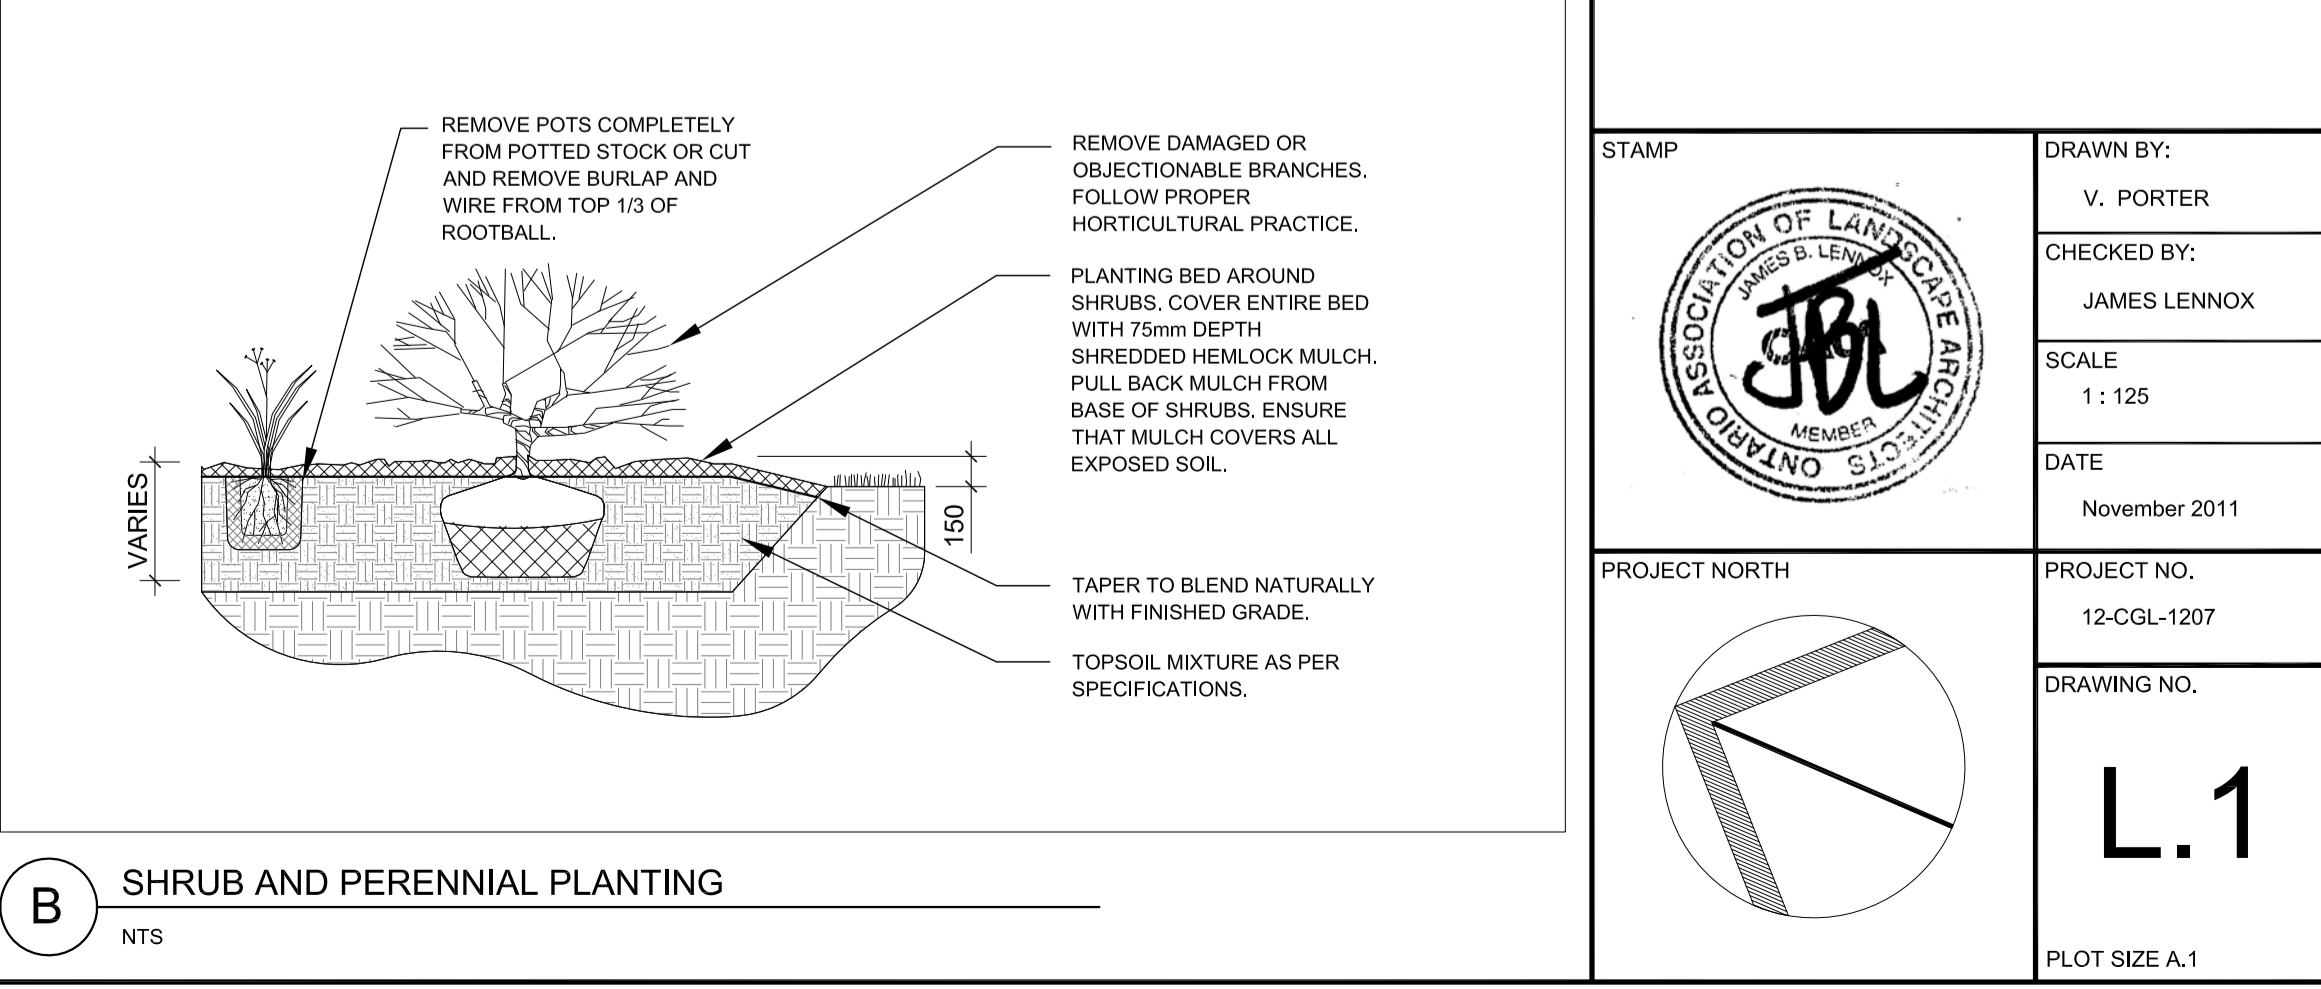 REMOVE POTS COMPLETELY
FROM POTTED STOCK OR CUT
AND REMOVE BURLAP AND
WIRE FROM TOP 1/3 OF
ROOTBALL.
REMOVE DAMAGED OR
OBJECTIONABLE BRANCHES.
FOLLOW PROPER
HORTICULTURAL PRACTICE.
PLANTING BED AROUND
SHRUBS. COVER ENTIRE BED
WITH 75mm DEPTH
SHREDDED HEMLOCK MULCH.
PULL BACK MULCH FROM
BASE OF SHRUBS. ENSURE
THAT MULCH COVERS ALL
EXPOSED SOIL.
VARIES
150
TAPER TO BLEND NATURALLY
WITH FINISHED GRADE.
TOPSOIL MIXTURE AS PER
SPECIFICATIONS.
B
SHRUB AND PERENNIAL PLANTING
NTS
STAMP
ONTARIO ASSOCIATION OF LANDSCAPE ARCHITECTS
JAMES B. LENNOX
JBL
MEMBER
DRAWN BY:
V. PORTER
CHECKED BY:
JAMES LENNOX
SCALE
1 : 125
DATE
November 2011
PROJECT NORTH
PROJECT NO.
12-CGL-1207
DRAWING NO.
L.1
PLOT SIZE A.1